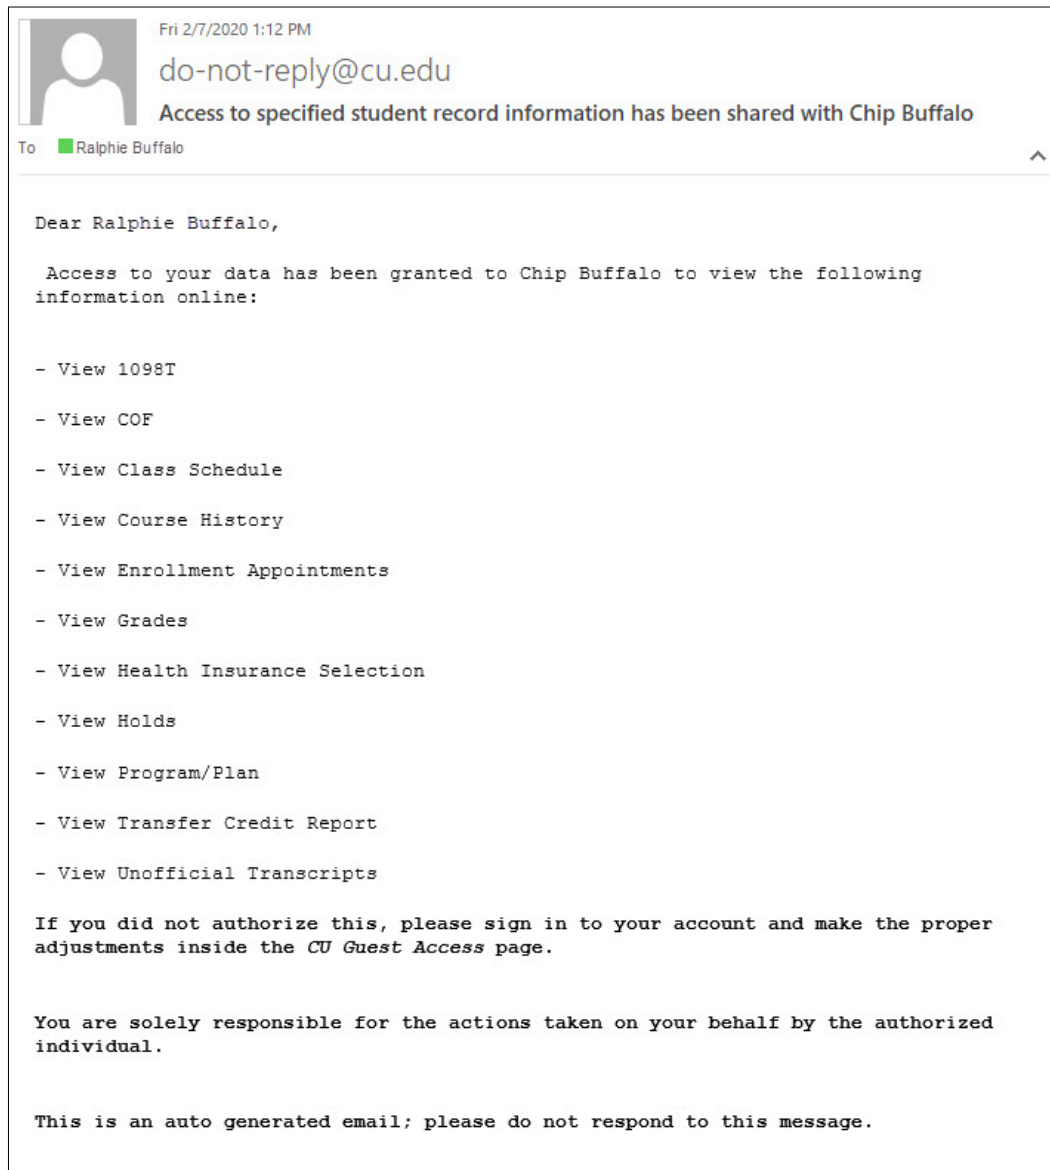 Fri 2/7/2020 1:12 PM
do-not-reply@cu.edu
Access to specified student record information has been shared with Chip Buffalo
To Ralphie Buffalo
Dear Ralphie Buffalo,
Access to your data has been granted to Chip Buffalo to view the following
information online:
- View 1098T
- View COF
- View Class Schedule
- View Course History
- View Enrollment Appointments
- View Grades
- View Health Insurance Selection
- View Holds
- View Program/Plan
- View Transfer Credit Report
- View Unofficial Transcripts
If you did not authorize this, please sign in to your account and make the proper
adjustments inside the CU Guest Access page.
You are solely responsible for the actions taken on your behalf by the authorized
individual.
This is an auto generated email; please do not respond to this message.